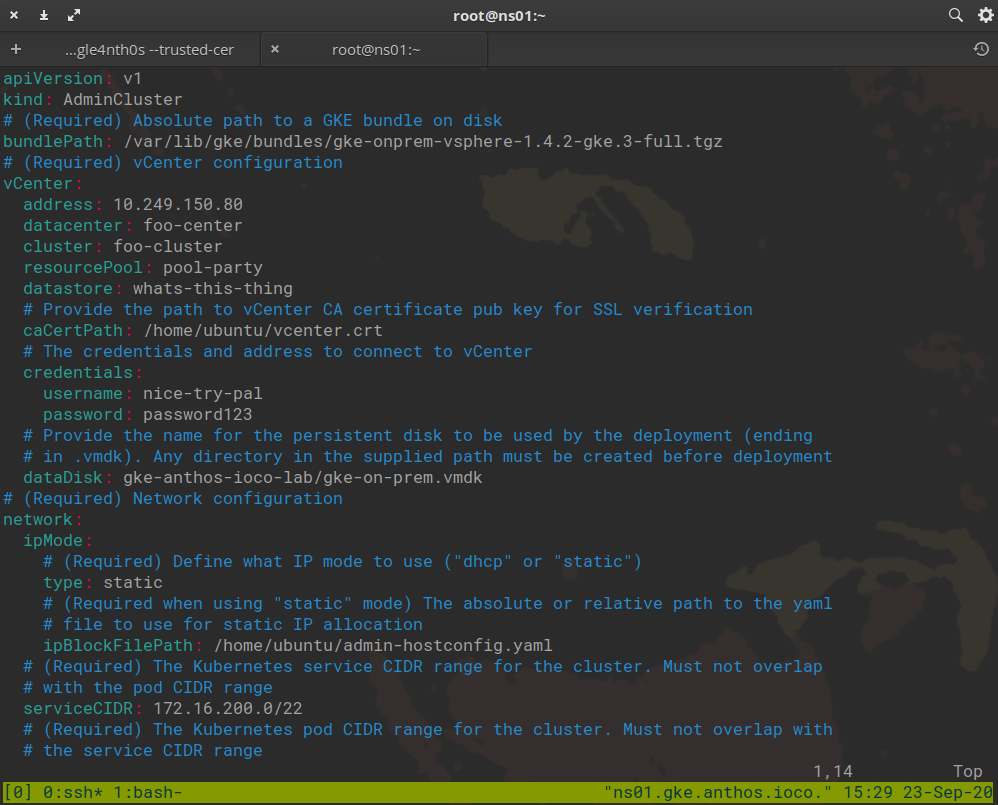 root@ns01:~
...gle4nth0s --trusted-cer
root@ns01:~
apiVersion: v1
kind: AdminCluster
# (Required) Absolute path to a GKE bundle on disk
bundlePath: /var/lib/gke/bundles/gke-onprem-vsphere-1.4.2-gke.3-full.tgz
# (Required) vCenter configuration
vCenter:
  address: 10.249.150.80
  datacenter: foo-center
  cluster: foo-cluster
  resourcePool: pool-party
  datastore: whats-this-thing
  # Provide the path to vCenter CA certificate pub key for SSL verification
  caCertPath: /home/ubuntu/vcenter.crt
  # The credentials and address to connect to vCenter
  credentials:
    username: nice-try-pal
    password: password123
  # Provide the name for the persistent disk to be used by the deployment (ending
  # in .vmdk). Any directory in the supplied path must be created before deployment
  dataDisk: gke-anthos-ioco-lab/gke-on-prem.vmdk
# (Required) Network configuration
network:
  ipMode:
    # (Required) Define what IP mode to use ("dhcp" or "static")
    type: static
    # (Required when using "static" mode) The absolute or relative path to the yaml
    # file to use for static IP allocation
    ipBlockFilePath: /home/ubuntu/admin-hostconfig.yaml
  # (Required) The Kubernetes service CIDR range for the cluster. Must not overlap
  # with the pod CIDR range
  serviceCIDR: 172.16.200.0/22
  # (Required) The Kubernetes pod CIDR range for the cluster. Must not overlap with
  # the service CIDR range
1,14 Top
[0] 0:ssh* 1:bash- "ns01.gke.anthos.ioco." 15:29 23-Sep-20